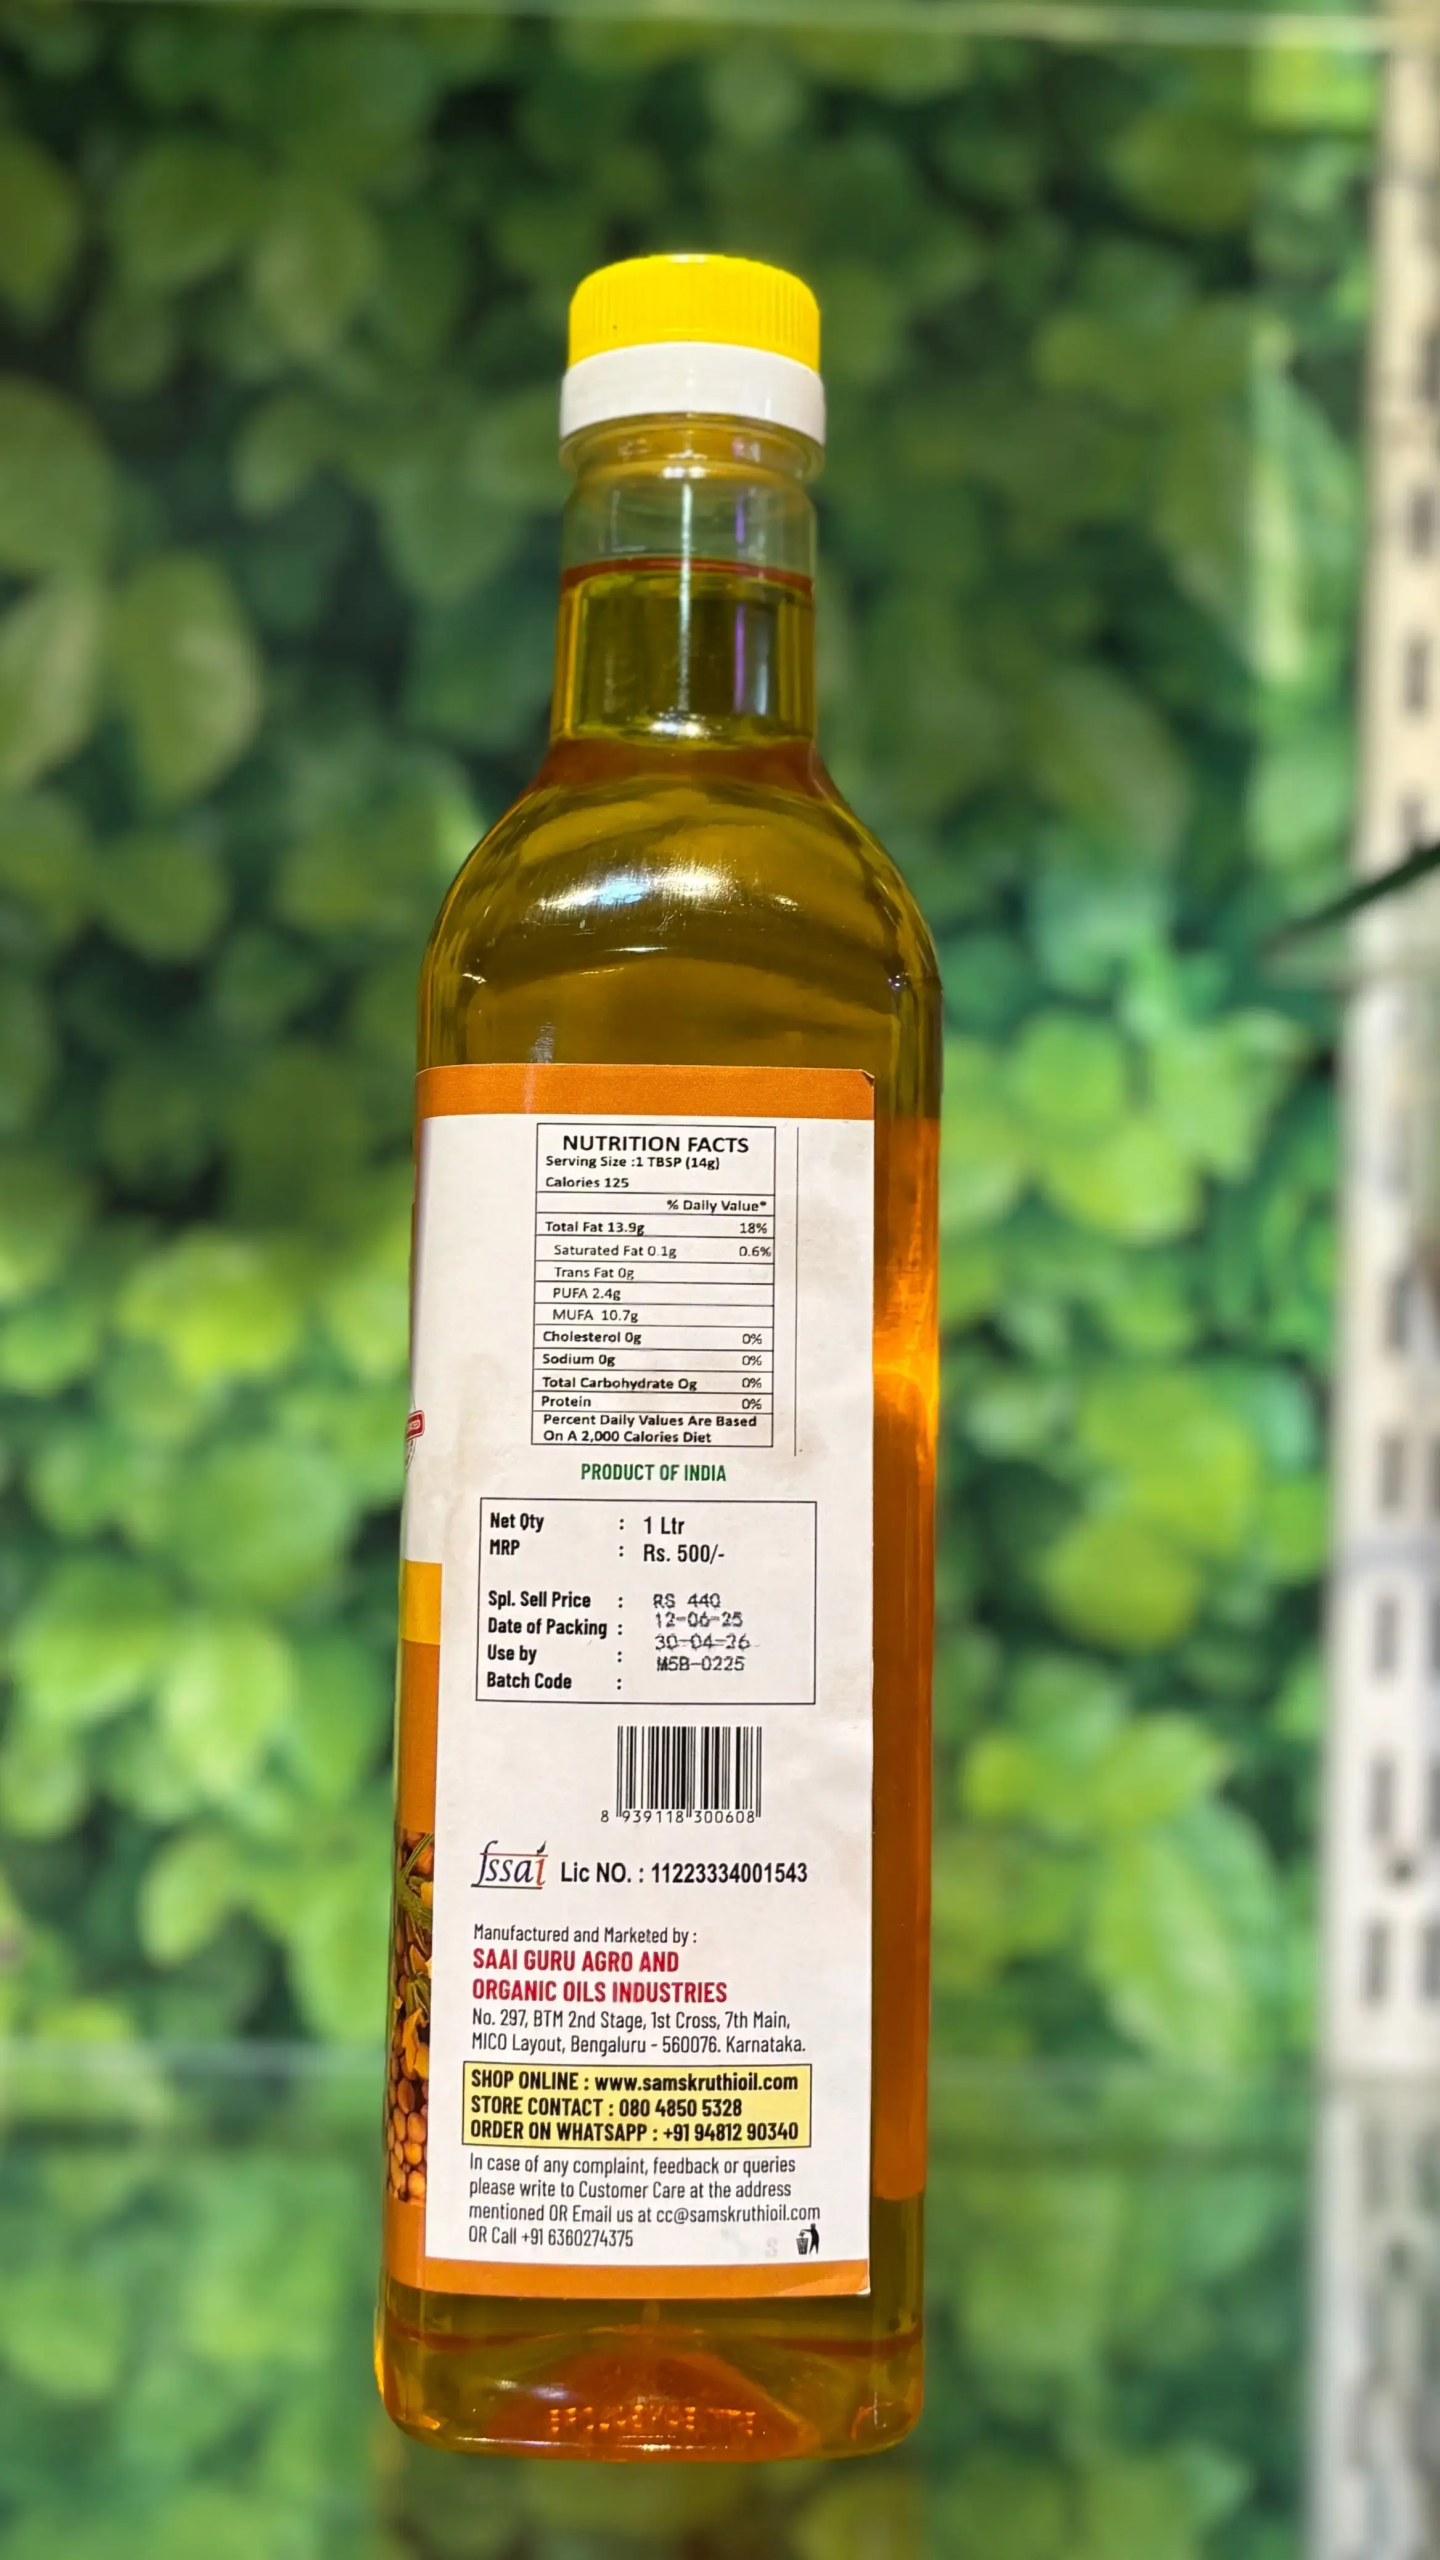 NUTRITION FACTS
Serving Size :1 TBSP (14g)
Calories 125
% Daily Value*
Total Fat 13.9g 18%
Saturated Fat 0.1g 0.6%
Trans Fat 0g
PUFA 2.4g
MUFA 10.7g
Cholesterol 0g 0%
Sodium 0g 0%
Total Carbohydrate Og 0%
Protein 0%
Percent Daily Values Are Based
On A 2,000 Calories Diet
PRODUCT OF INDIA
Net Qty : 1 Ltr
MRP : Rs. 500/-
Spl. Sell Price : RS 440
Date of Packing : 12-06-25
Use by : 30-04-26
Batch Code : M5B-0225
8 939118 300608
fssai Lic NO. : 11223334001543
Manufactured and Marketed by :
SAAI GURU AGRO AND
ORGANIC OILS INDUSTRIES
No. 297, BTM 2nd Stage, 1st Cross, 7th Main,
MICO Layout, Bengaluru - 560076. Karnataka.
SHOP ONLINE : www.samskruthioil.com
STORE CONTACT : 080 4850 5328
ORDER ON WHATSAPP : +91 94812 90340
In case of any complaint, feedback or queries
please write to Customer Care at the address
mentioned OR Email us at cc@samskruthioil.com
OR Call +91 6360274375